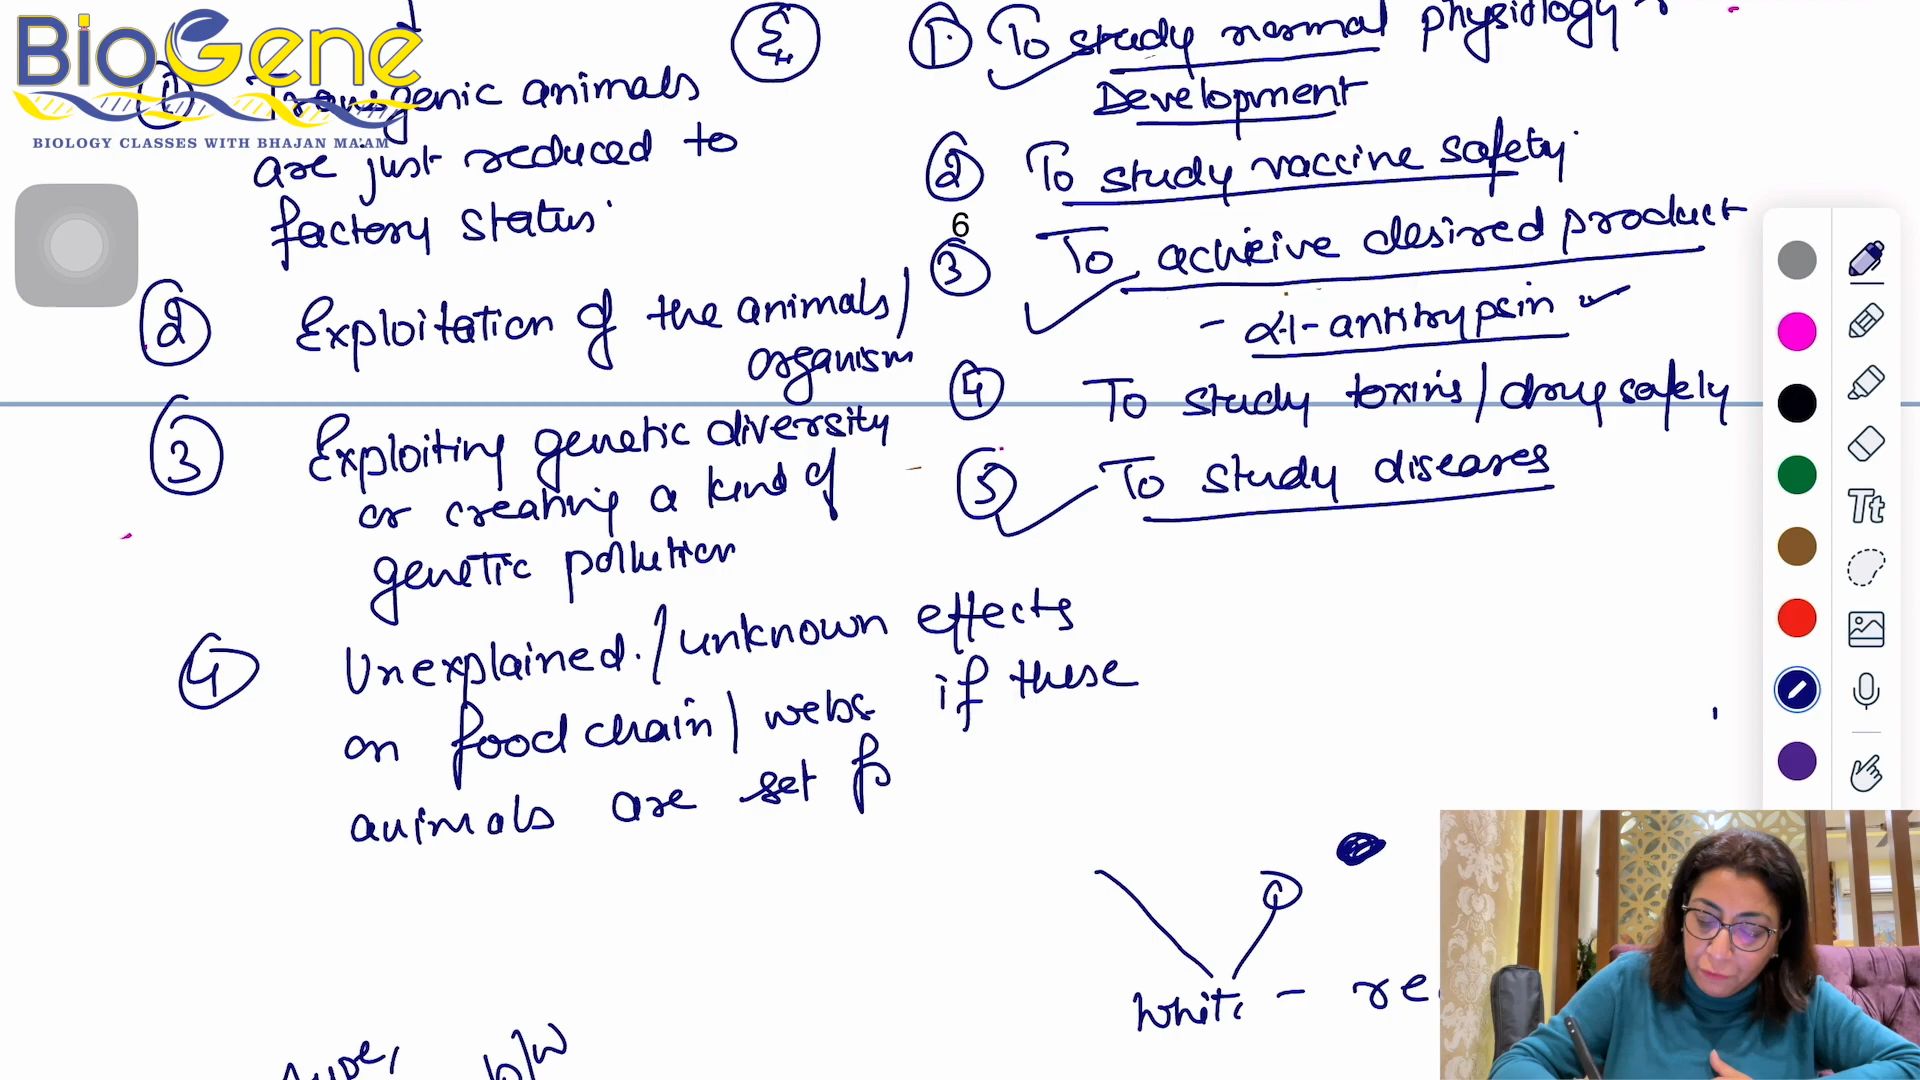 BioGene
BIOLOGY CLASSES WITH BHAJAN MA'AM
① Transgenic animals
are just reduced to
factory status
② Exploitation of the animals/
organism
③ Exploiting genetic diversity
or creating a kind of
genetic pollution
④ Unexplained/unknown effects
on food chain/webs if these
animals are set
① To study normal physiology
Development
② To study vaccine safety
6
③ To acheive desired product
- α-1-antitrypsin
④ To study toxins/drug safely
⑤ To study diseases
Tt
White - re
b/w